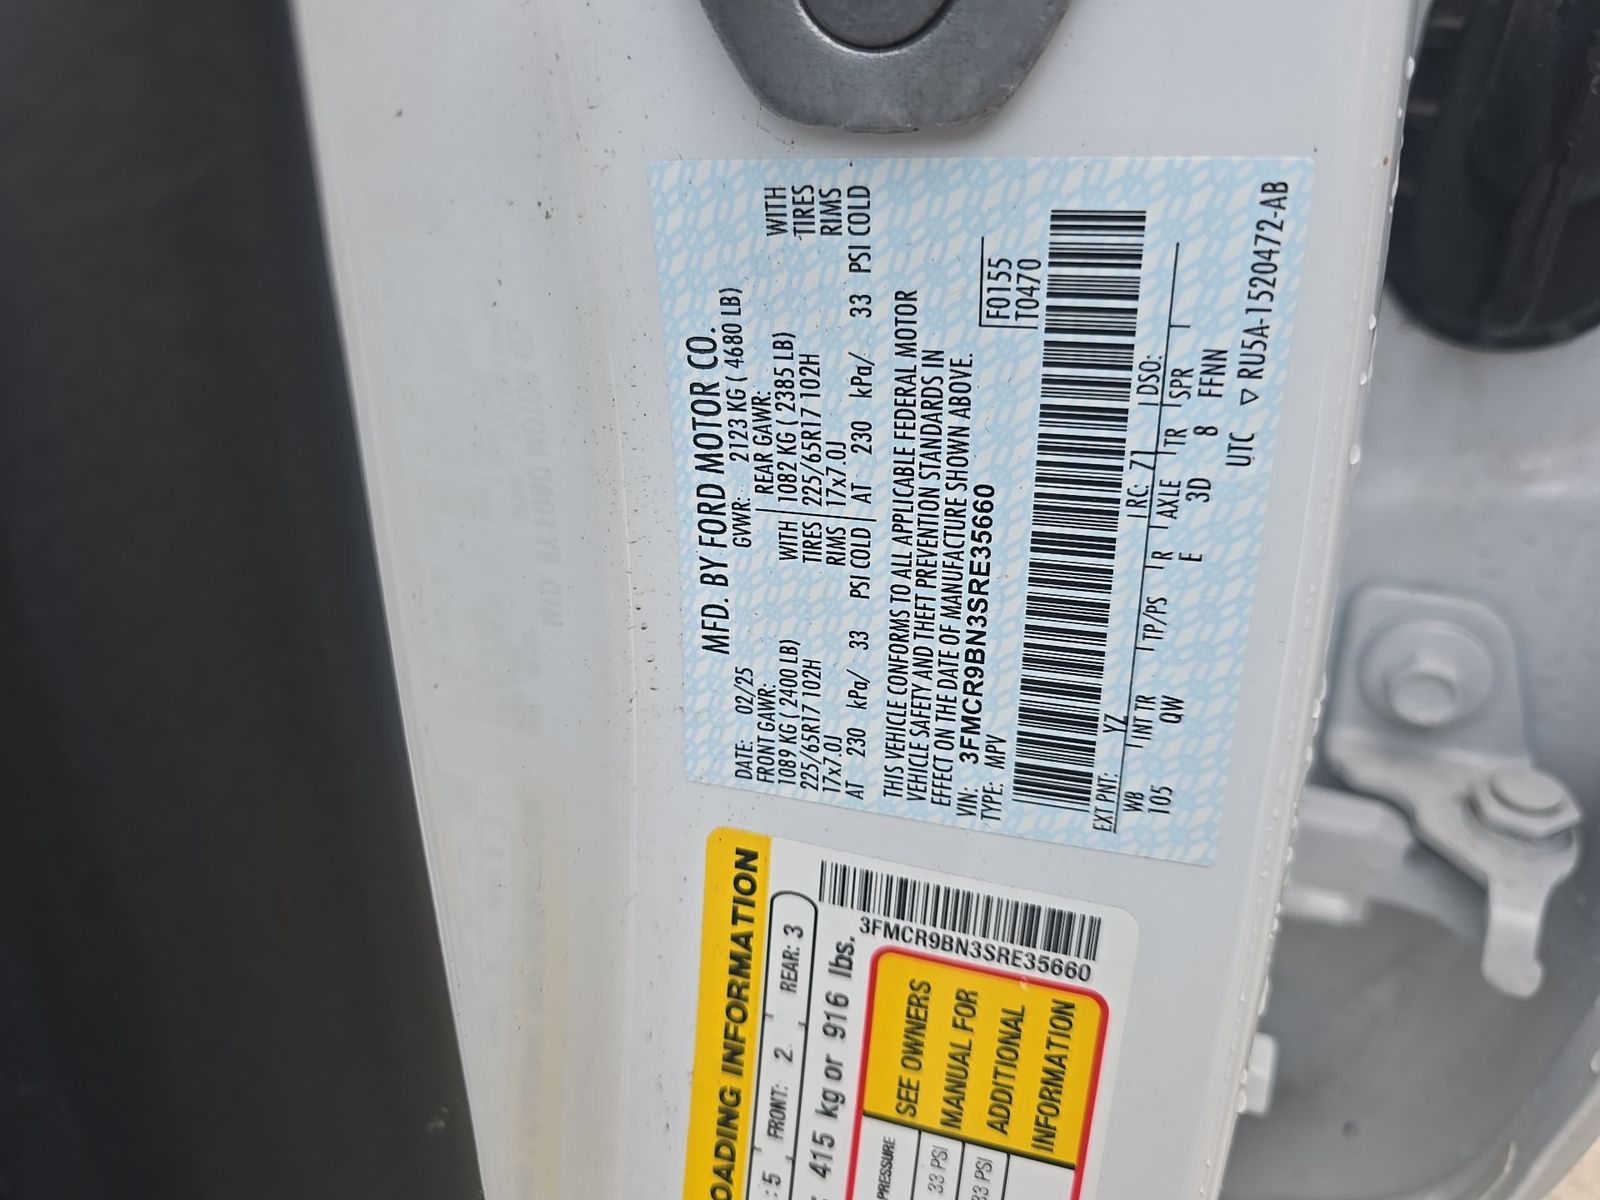 MFD. BY FORD MOTOR CO.
DATE: 02/25 GVWR: 2123 KG ( 4680 LB)
FRONT GAWR: REAR GAWR:
1089 KG ( 2400 LB) WITH 1082 KG ( 2385 LB) WITH
225/65R17 102H TIRES 225/65R17 102H TIRES
17x7.0J RIMS 17x7.0J RIMS
AT 230 kPa/ 33 PSI COLD AT 230 kPa/ 33 PSI COLD
THIS VEHICLE CONFORMS TO ALL APPLICABLE FEDERAL MOTOR
VEHICLE SAFETY AND THEFT PREVENTION STANDARDS IN
EFFECT ON THE DATE OF MANUFACTURE SHOWN ABOVE.
VIN: 3FMCR9BN3SRE35660 F0155
TYPE: MPV T0470
EXT PNT: YZ RC: 71 DSO:
WB INT TR TP/PS R AXLE TR SPR
105 QW E 3D 8 FFNN
UTC ▽ RU5A-1520472-AB
OADING INFORMATION
: 5 FRONT: 2 REAR: 3
415 kg or 916 lbs.
3FMCR9BN3SRE35660
PRESSURE
33 PSI
33 PSI
SEE OWNERS
MANUAL FOR
ADDITIONAL
INFORMATION